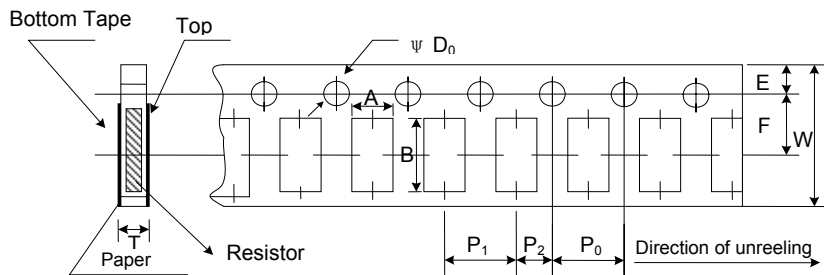 Bottom Tape
Top
ψ D₀
E
A
F
W
B
T
Paper
Resistor
P₁
P₂
P₀
Direction of unreeling